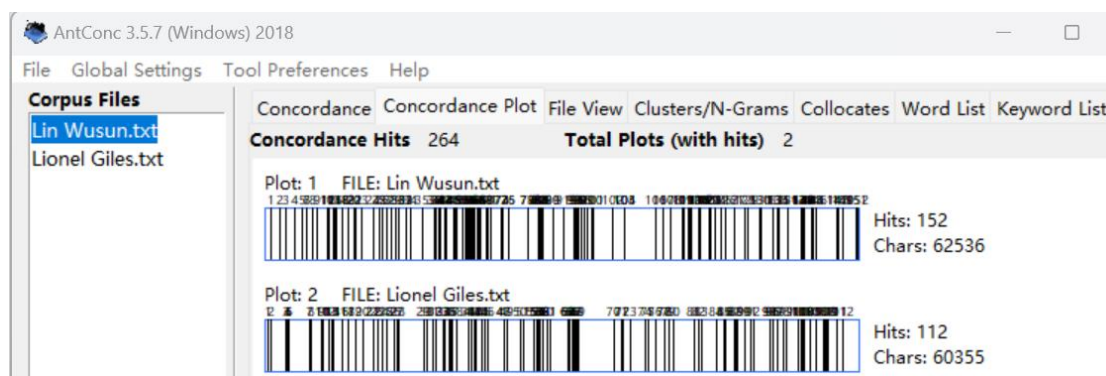 AntConc 3.5.7 (Windows) 2018
File Global Settings Tool Preferences Help
Corpus Files
Lin Wusun.txt
Lionel Giles.txt
Concordance Concordance Plot File View Clusters/N-Grams Collocates Word List Keyword List
Concordance Hits 264 Total Plots (with hits) 2
Plot: 1 FILE: Lin Wusun.txt
Hits: 152
Chars: 62536
Plot: 2 FILE: Lionel Giles.txt
Hits: 112
Chars: 60355